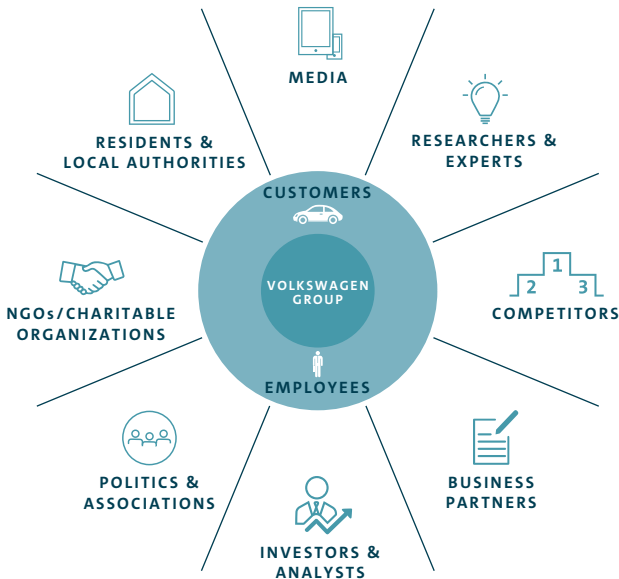 MEDIA
RESIDENTS &
LOCAL AUTHORITIES
RESEARCHERS &
EXPERTS
CUSTOMERS
VOLKSWAGEN
GROUP
NGOs/CHARITABLE
ORGANIZATIONS
1
2
3
COMPETITORS
EMPLOYEES
POLITICS &
ASSOCIATIONS
BUSINESS
PARTNERS
INVESTORS &
ANALYSTS